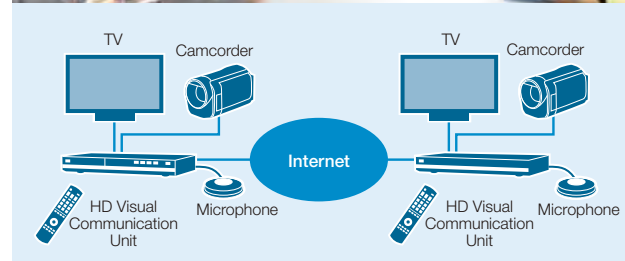 TV
Camcorder
Internet
HD Visual
Communication
Unit
Microphone
TV
Camcorder
HD Visual
Communication
Unit
Microphone